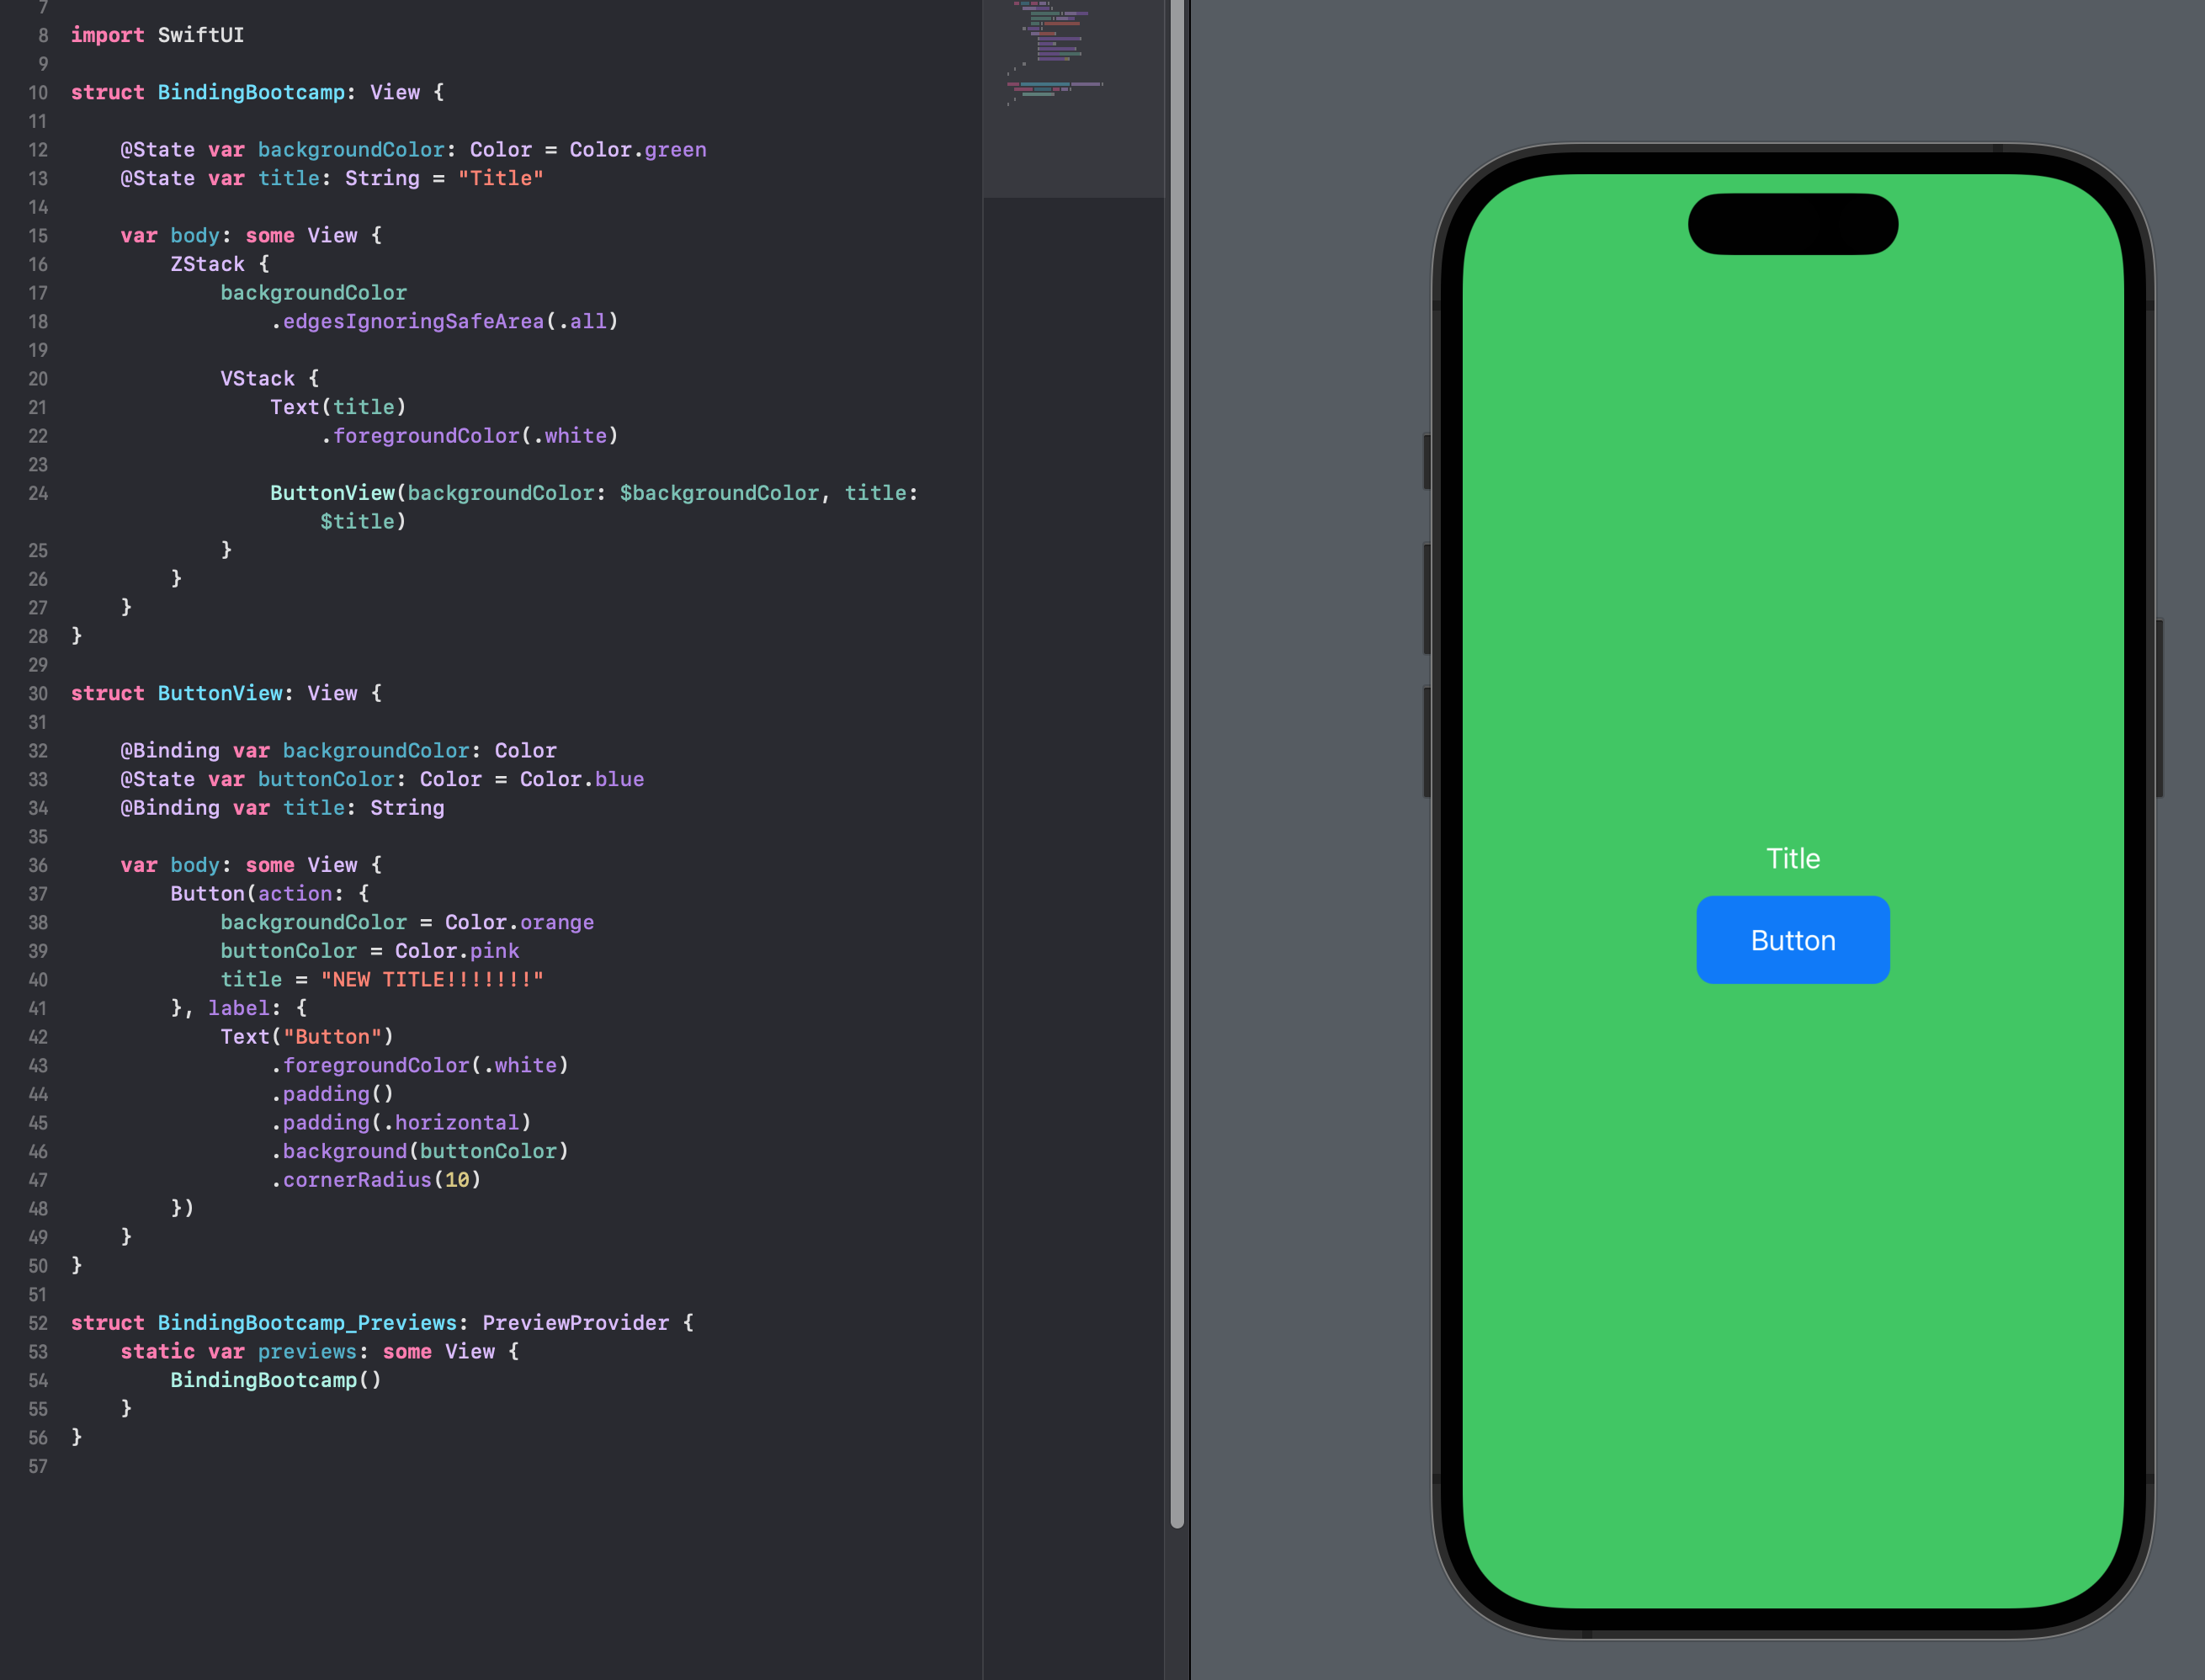 7
8 import SwiftUI
9
10 struct BindingBootcamp: View {
11
12     @State var backgroundColor: Color = Color.green
13     @State var title: String = "Title"
14
15     var body: some View {
16         ZStack {
17             backgroundColor
18                 .edgesIgnoringSafeArea(.all)
19
20             VStack {
21                 Text(title)
22                     .foregroundColor(.white)
23
24                 ButtonView(backgroundColor: $backgroundColor, title:
                    $title)
25             }
26         }
27     }
28 }
29
30 struct ButtonView: View {
31
32     @Binding var backgroundColor: Color
33     @State var buttonColor: Color = Color.blue
34     @Binding var title: String
35
36     var body: some View {
37         Button(action: {
38             backgroundColor = Color.orange
39             buttonColor = Color.pink
40             title = "NEW TITLE!!!!!!!"
41         }, label: {
42             Text("Button")
43                 .foregroundColor(.white)
44                 .padding()
45                 .padding(.horizontal)
46                 .background(buttonColor)
47                 .cornerRadius(10)
48         })
49     }
50 }
51
52 struct BindingBootcamp_Previews: PreviewProvider {
53     static var previews: some View {
54         BindingBootcamp()
55     }
56 }
57
Title
Button